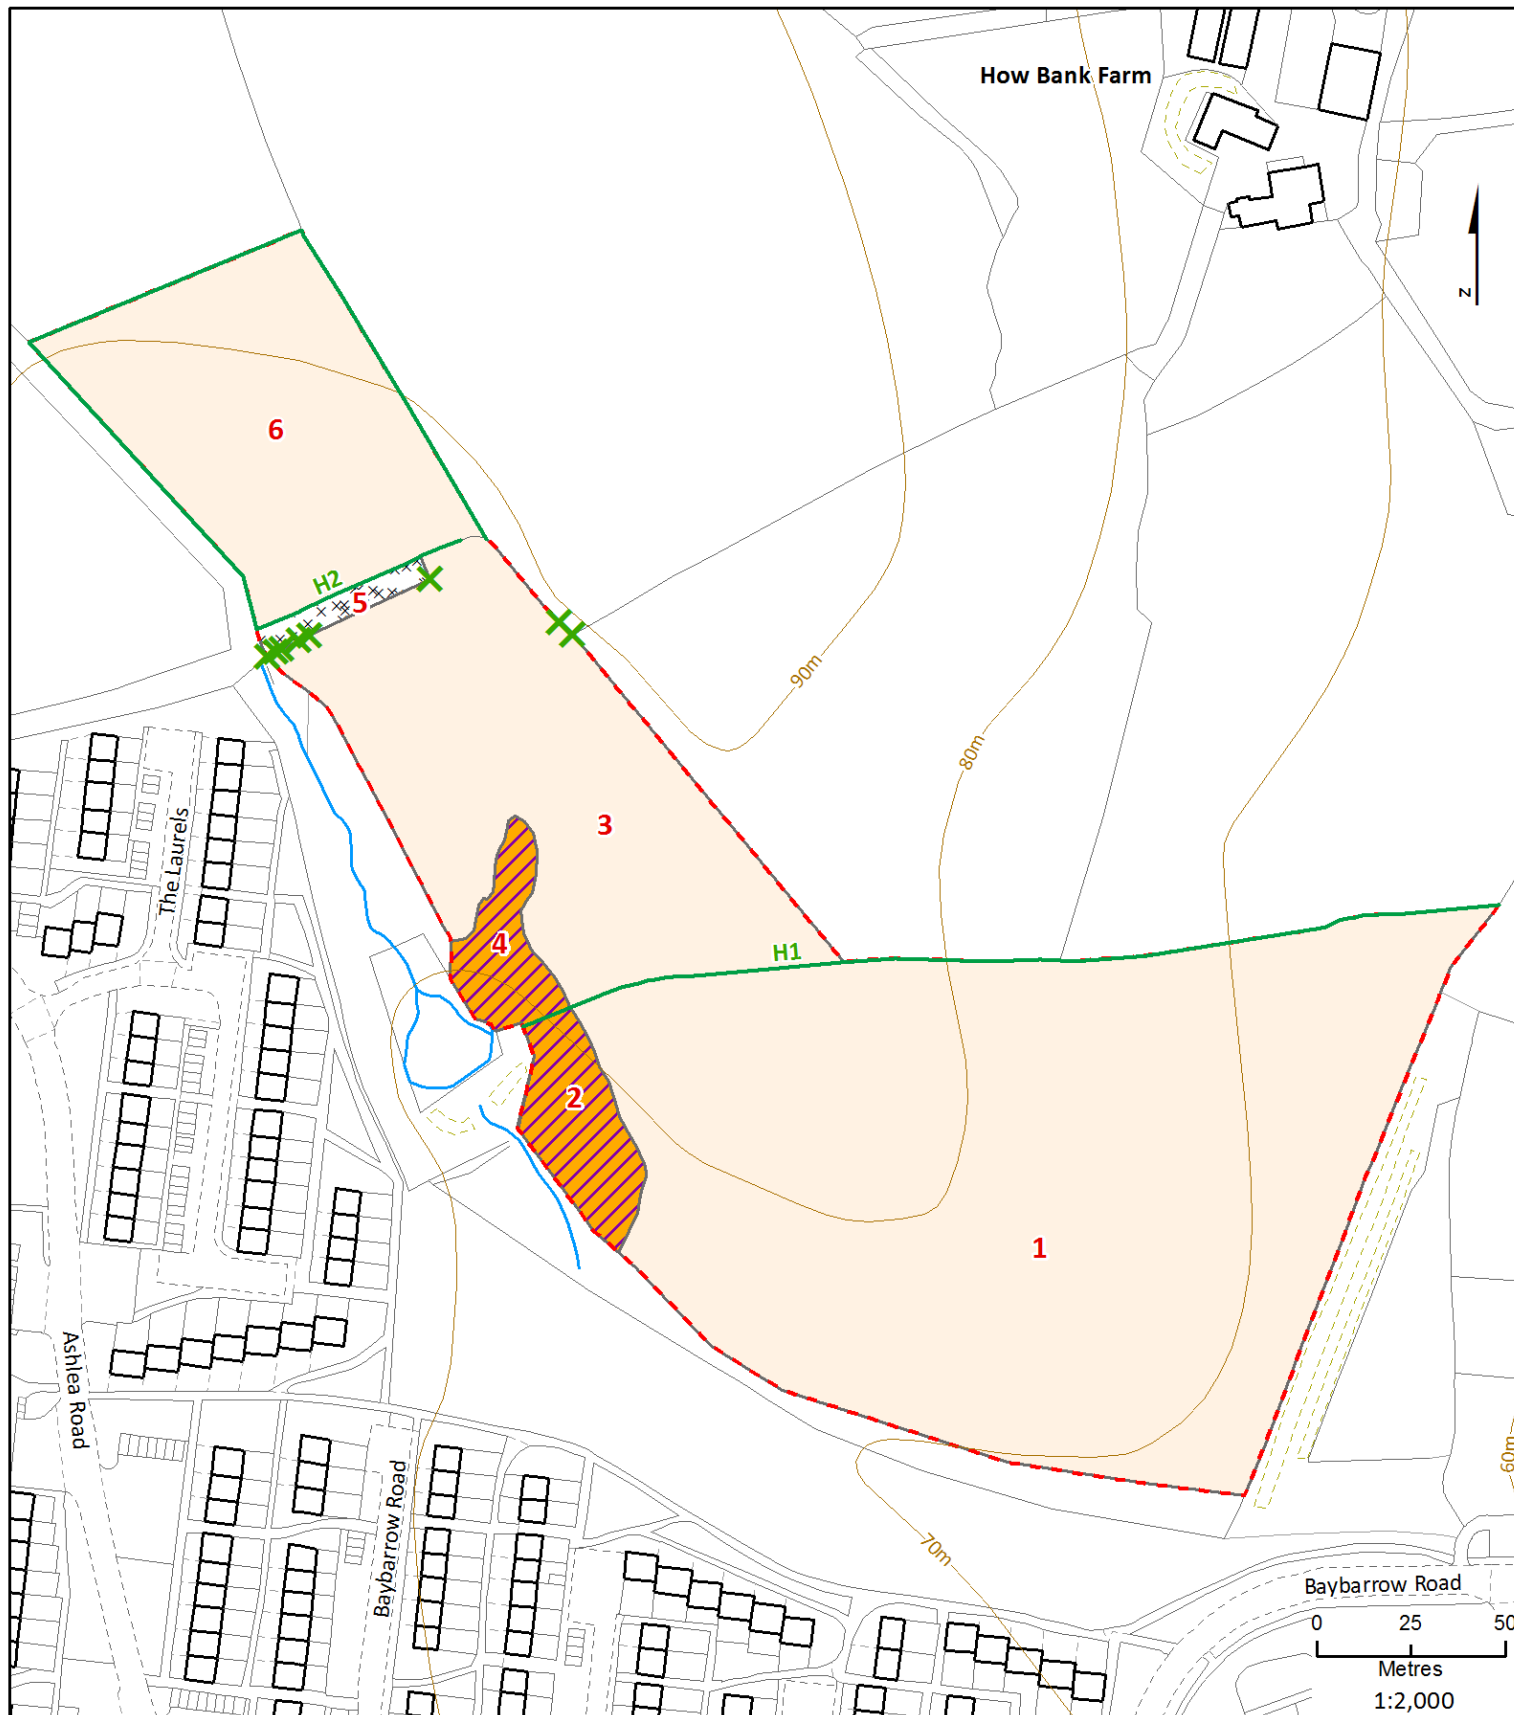 How Bank Farm
z
6
H2
5
90m
80m
3
The Laurels
4
H1
2
1
Ashlea Road
Baybarrow Road
60m
70m
Baybarrow Road
0 25 50
Metres
1:2,000